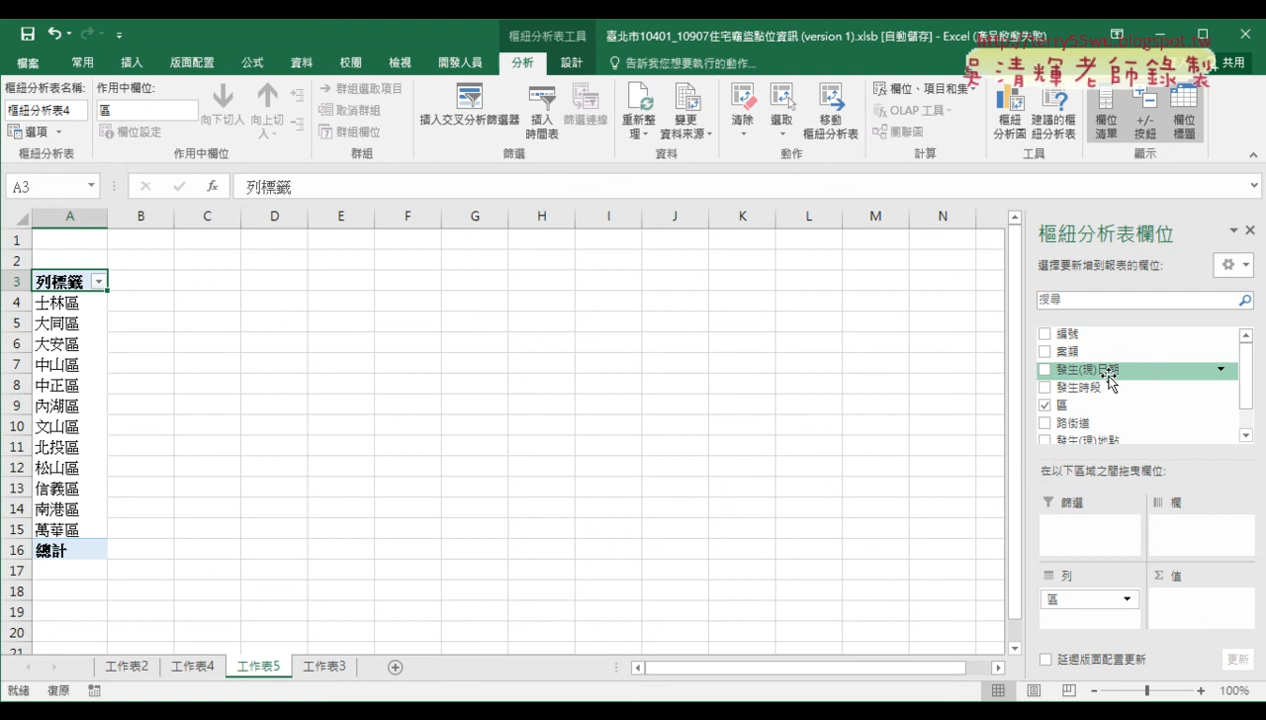 樞紐分析表工具
臺北市10401_10907住宅竊盜點位資訊 (version 1).xlsb [自動儲存] - Excel
http://terry55wu.blogspot.tw
吳清輝老師錄製
檔案 常用 插入 版面配置 公式 資料 校閱 檢視 開發人員 分析 設計 告訴我您想要執行的動作... 共用
樞紐分析表名稱:
樞紐分析表4
選項
樞紐分析表
作用中欄位:
區
欄位設定
向下切入
向上切入
作用中欄位
群組選取項目
取消群組
群組欄位
群組
插入交叉分析篩選器
插入時間表
篩選連線
篩選
重新整理
變更資料來源
資料
清除
選取
移動樞紐分析表
動作
欄位、項目和集
OLAP 工具
關聯圖
計算
樞紐分析圖
建議的樞紐分析表
工具
欄位清單
+/- 按鈕
欄位標題
顯示
A3
fx
列標籤
A B C D E F G H I J K L M N
1
2
3 列標籤
4 士林區
5 大同區
6 大安區
7 中山區
8 中正區
9 內湖區
10 文山區
11 北投區
12 松山區
13 信義區
14 南港區
15 萬華區
16 總計
17
18
19
20
21
樞紐分析表欄位
選擇要新增到報表的欄位:
搜尋
編號
案類
發生(現)日期
發生時段
區
路街道
發生(現)地點
在以下區域之間拖曳欄位:
篩選
欄
列
Σ 值
區
延遲版面配置更新
更新
工作表2 工作表4 工作表5 工作表3
就緒 復原
100%